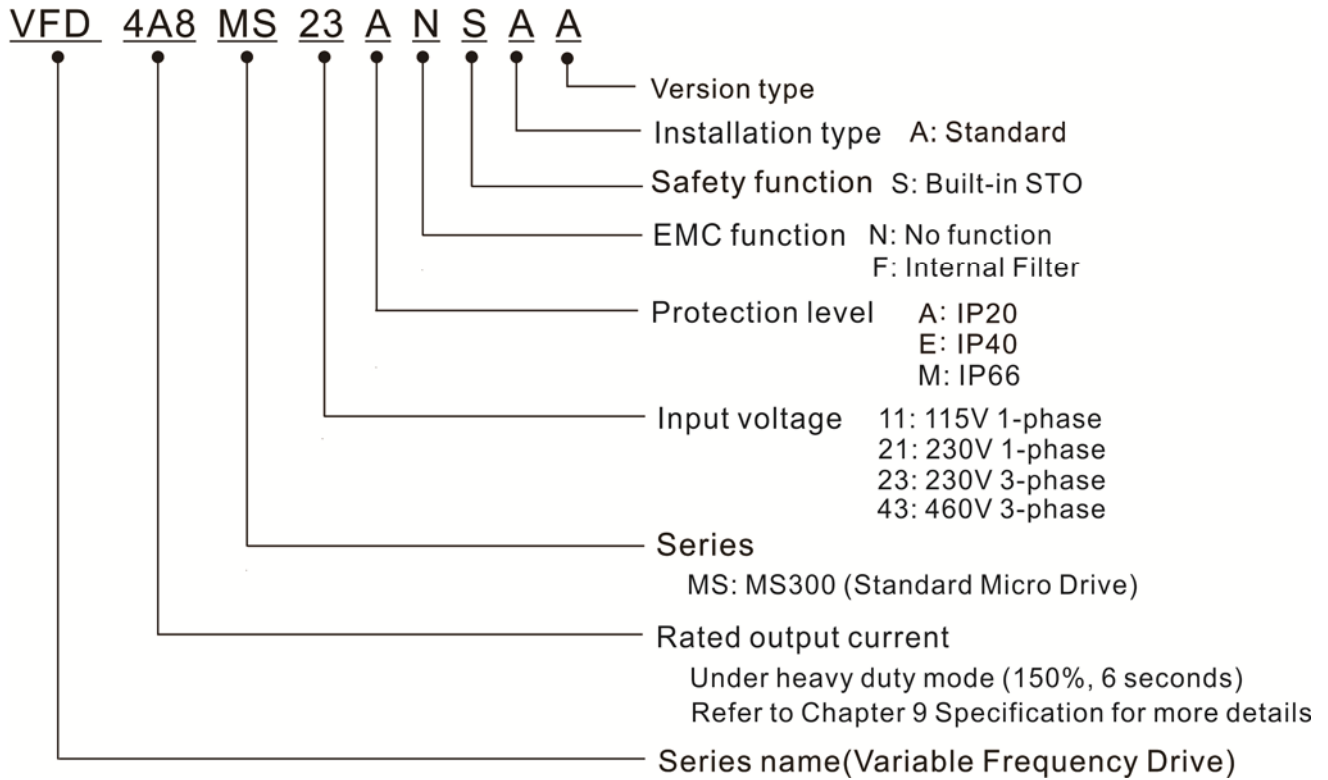 VFD 4A8 MS 23 A N S A A
Version type
Installation type A: Standard
Safety function S: Built-in STO
EMC function N: No function
F: Internal Filter
Protection level A: IP20
E: IP40
M: IP66
Input voltage 11: 115V 1-phase
21: 230V 1-phase
23: 230V 3-phase
43: 460V 3-phase
Series
MS: MS300 (Standard Micro Drive)
Rated output current
Under heavy duty mode (150%, 6 seconds)
Refer to Chapter 9 Specification for more details
Series name(Variable Frequency Drive)